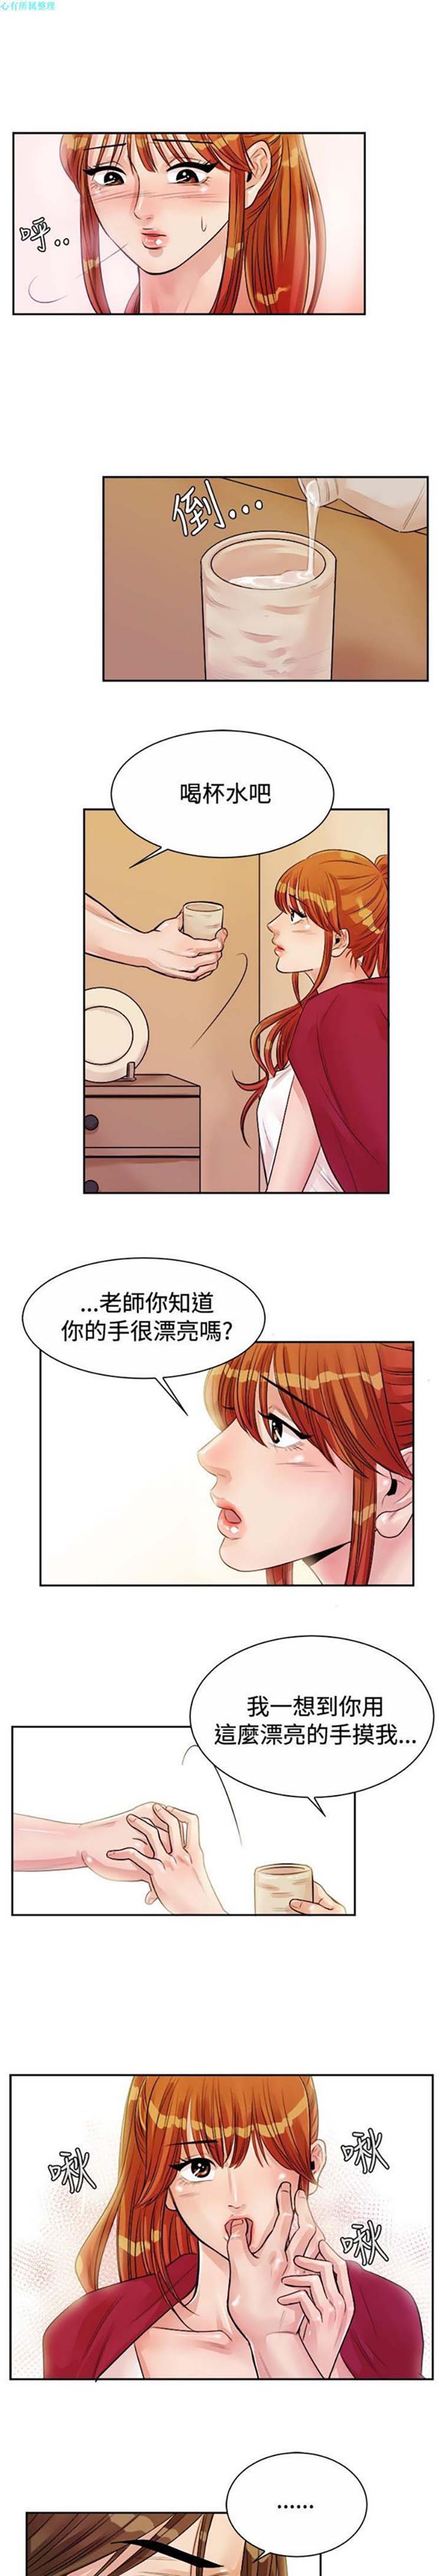 心有所屬整理
呼..
倒...
喝杯水吧
...老師你知道
你的手很漂亮嗎?
我一想到你用
這麼漂亮的手摸我...
啾
啾
啾
......